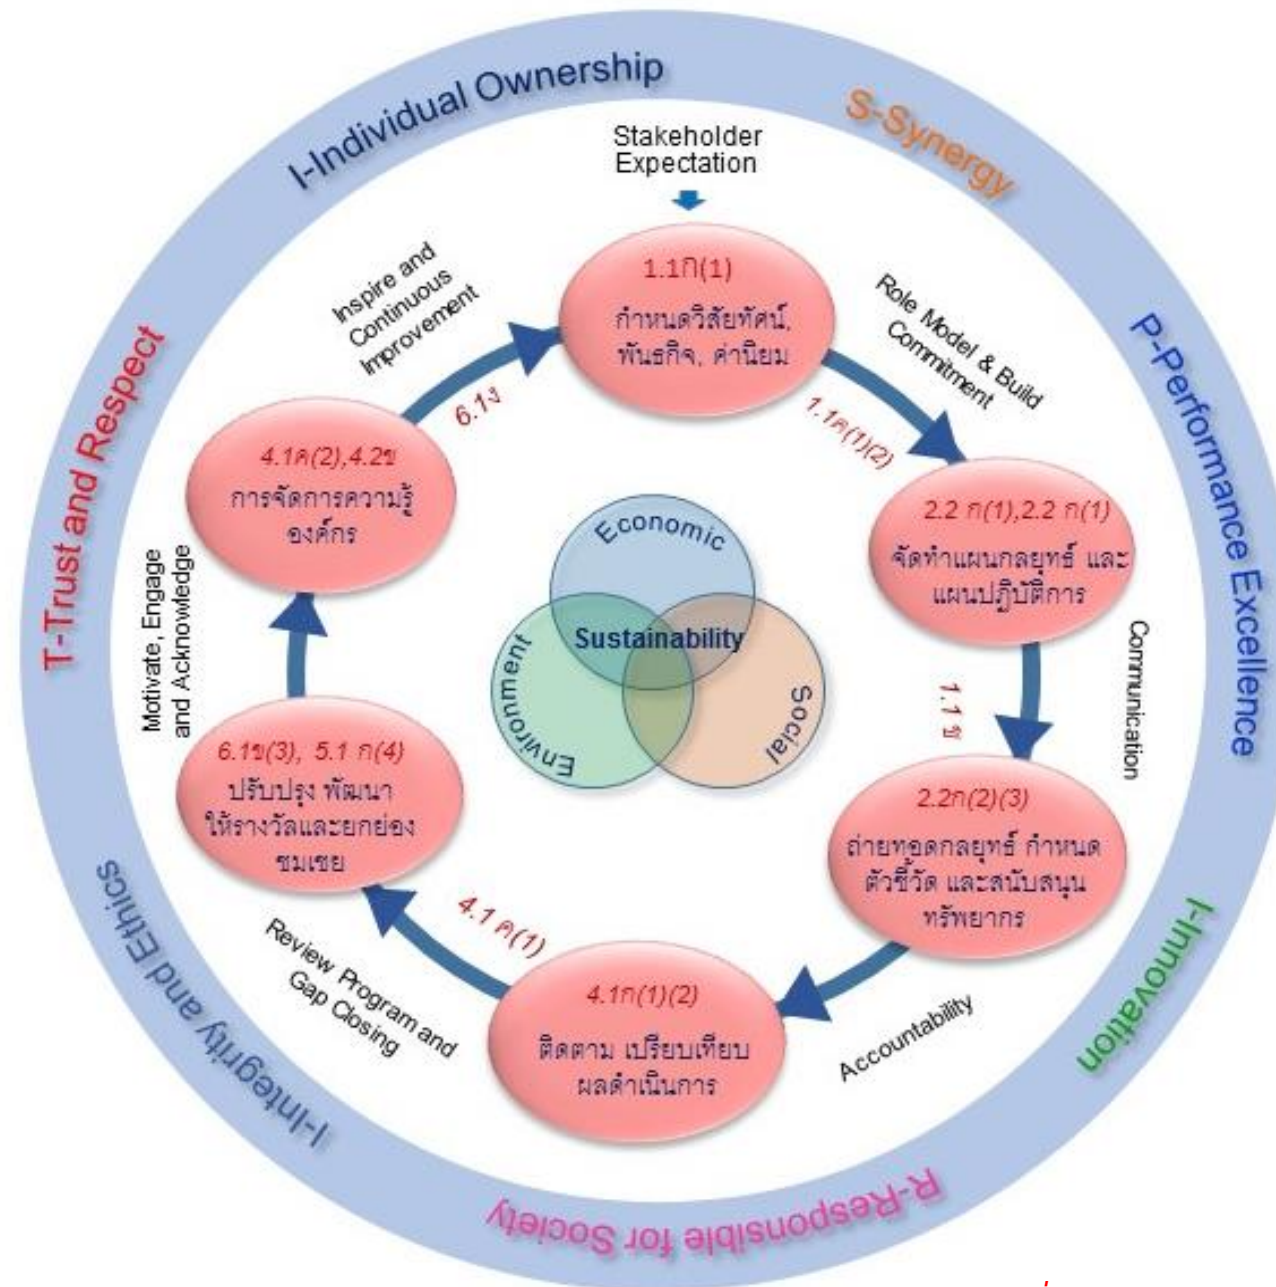 I-Individual Ownership
S-Synergy
P-Performance Excellence
I-Innovation
R-Responsible for Society
I-Integrity and Ethics
T-Trust and Respect
Stakeholder
Expectation
1.1ก(1)
กำหนดวิสัยทัศน์,
พันธกิจ, ค่านิยม
Role Model & Build
Commitment
1.1ค(1)(2)
2.2 ก(1),2.2 ก(1)
จัดทำแผนกลยุทธ์ และ
แผนปฏิบัติการ
Communication
1.1 ข
2.2ก(2)(3)
ถ่ายทอดกลยุทธ์ กำหนด
ตัวชี้วัด และสนับสนุน
ทรัพยากร
Accountability
4.1ก(1)(2)
ติดตาม เปรียบเทียบ
ผลดำเนินการ
4.1 ค(1)
Review Program and
Gap Closing
6.1ข(3), 5.1 ก(4)
ปรับปรุง พัฒนา
ให้รางวัลและยกย่อง
ชมเชย
Motivate, Engage
and Acknowledge
4.1ค(2),4.2ข
การจัดการความรู้
องค์กร
Inspire and
Continuous
Improvement
6.1ง
Economic
Sustainability
Environment
Social